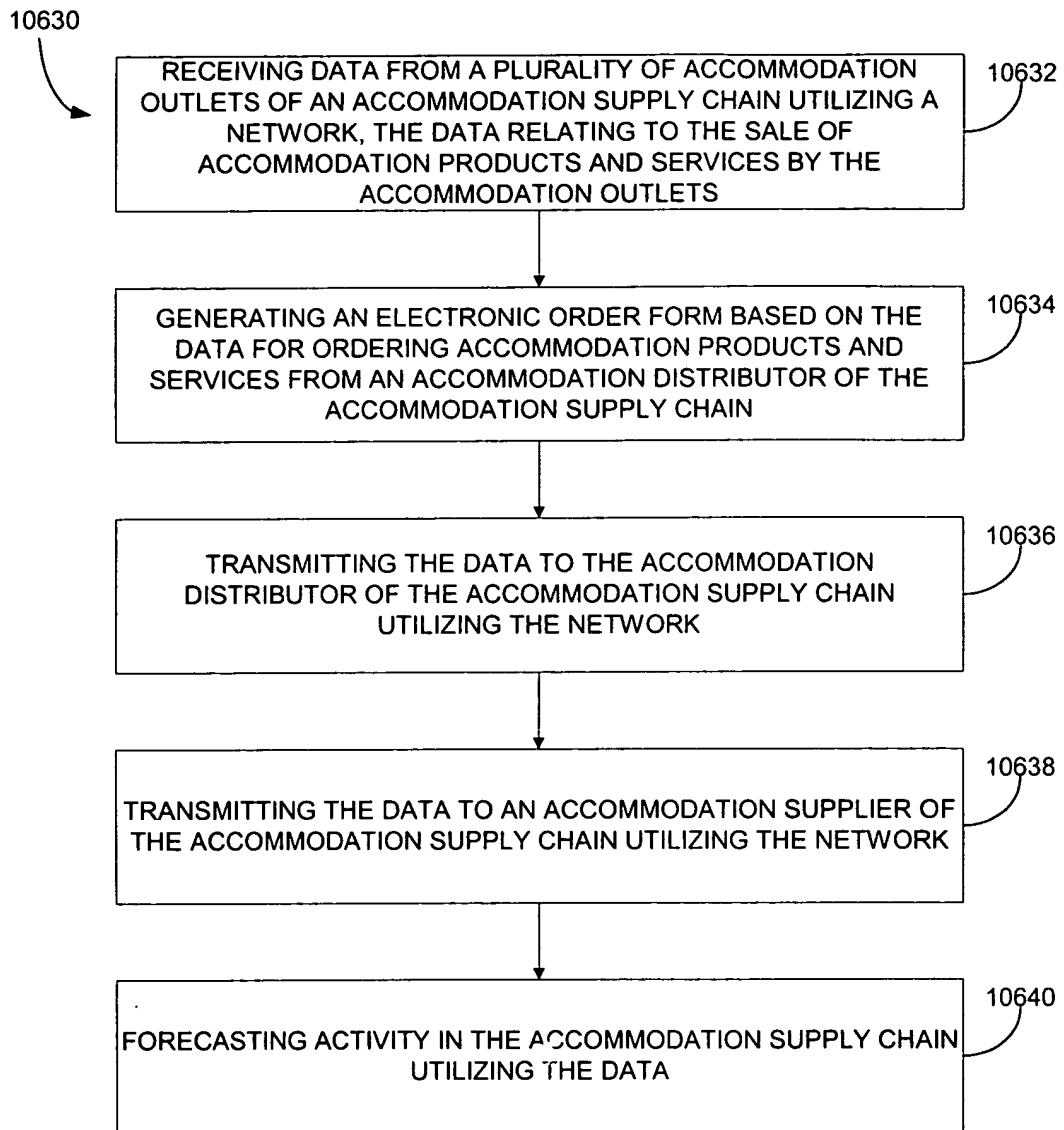 10630
RECEIVING DATA FROM A PLURALITY OF ACCOMMODATION
OUTLETS OF AN ACCOMMODATION SUPPLY CHAIN UTILIZING A
NETWORK, THE DATA RELATING TO THE SALE OF
ACCOMMODATION PRODUCTS AND SERVICES BY THE
ACCOMMODATION OUTLETS
10632
GENERATING AN ELECTRONIC ORDER FORM BASED ON THE
DATA FOR ORDERING ACCOMMODATION PRODUCTS AND
SERVICES FROM AN ACCOMMODATION DISTRIBUTOR OF THE
ACCOMMODATION SUPPLY CHAIN
10634
TRANSMITTING THE DATA TO THE ACCOMMODATION
DISTRIBUTOR OF THE ACCOMMODATION SUPPLY CHAIN
UTILIZING THE NETWORK
10636
TRANSMITTING THE DATA TO AN ACCOMMODATION SUPPLIER OF
THE ACCOMMODATION SUPPLY CHAIN UTILIZING THE NETWORK
10638
FORECASTING ACTIVITY IN THE ACCOMMODATION SUPPLY CHAIN
UTILIZING THE DATA
10640